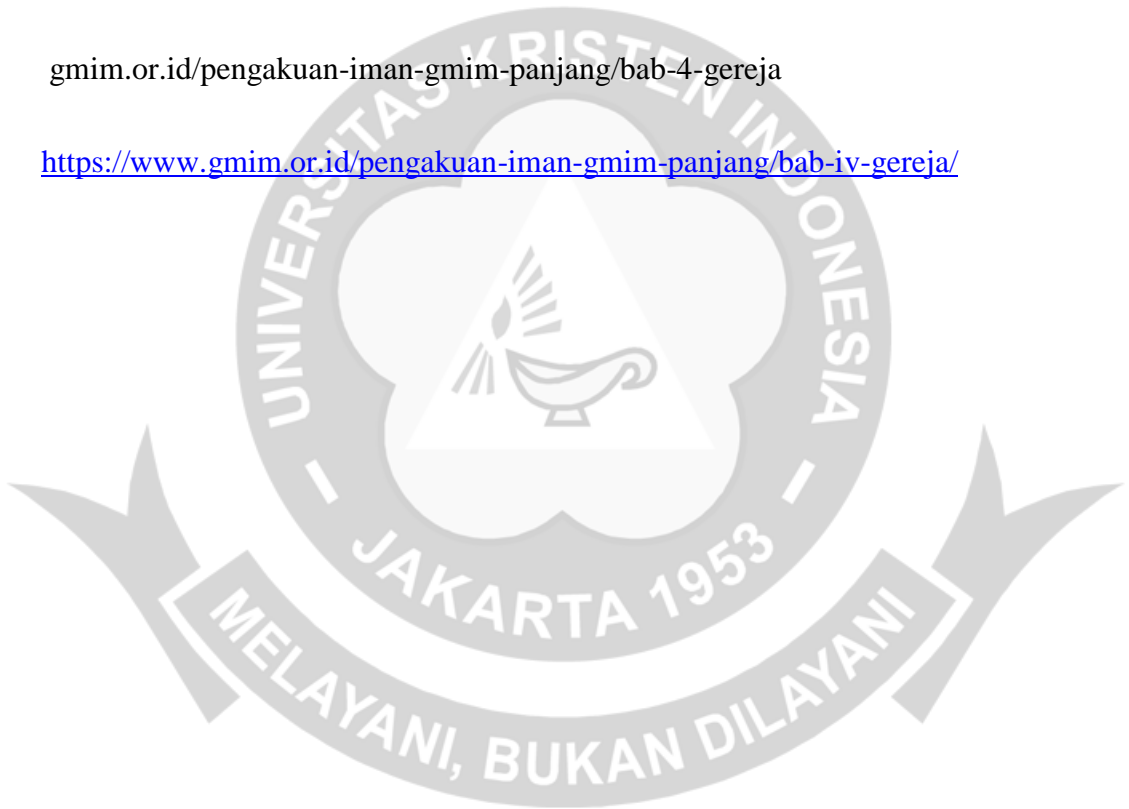 gmim.or.id/pengakuan-iman-gmim-panjang/bab-4-gereja
https://www.gmim.or.id/pengakuan-iman-gmim-panjang/bab-iv-gereja/
UNIVERSITAS KRISTEN INDONESIA
JAKARTA 1953
MELAYANI, BUKAN DILAYANI